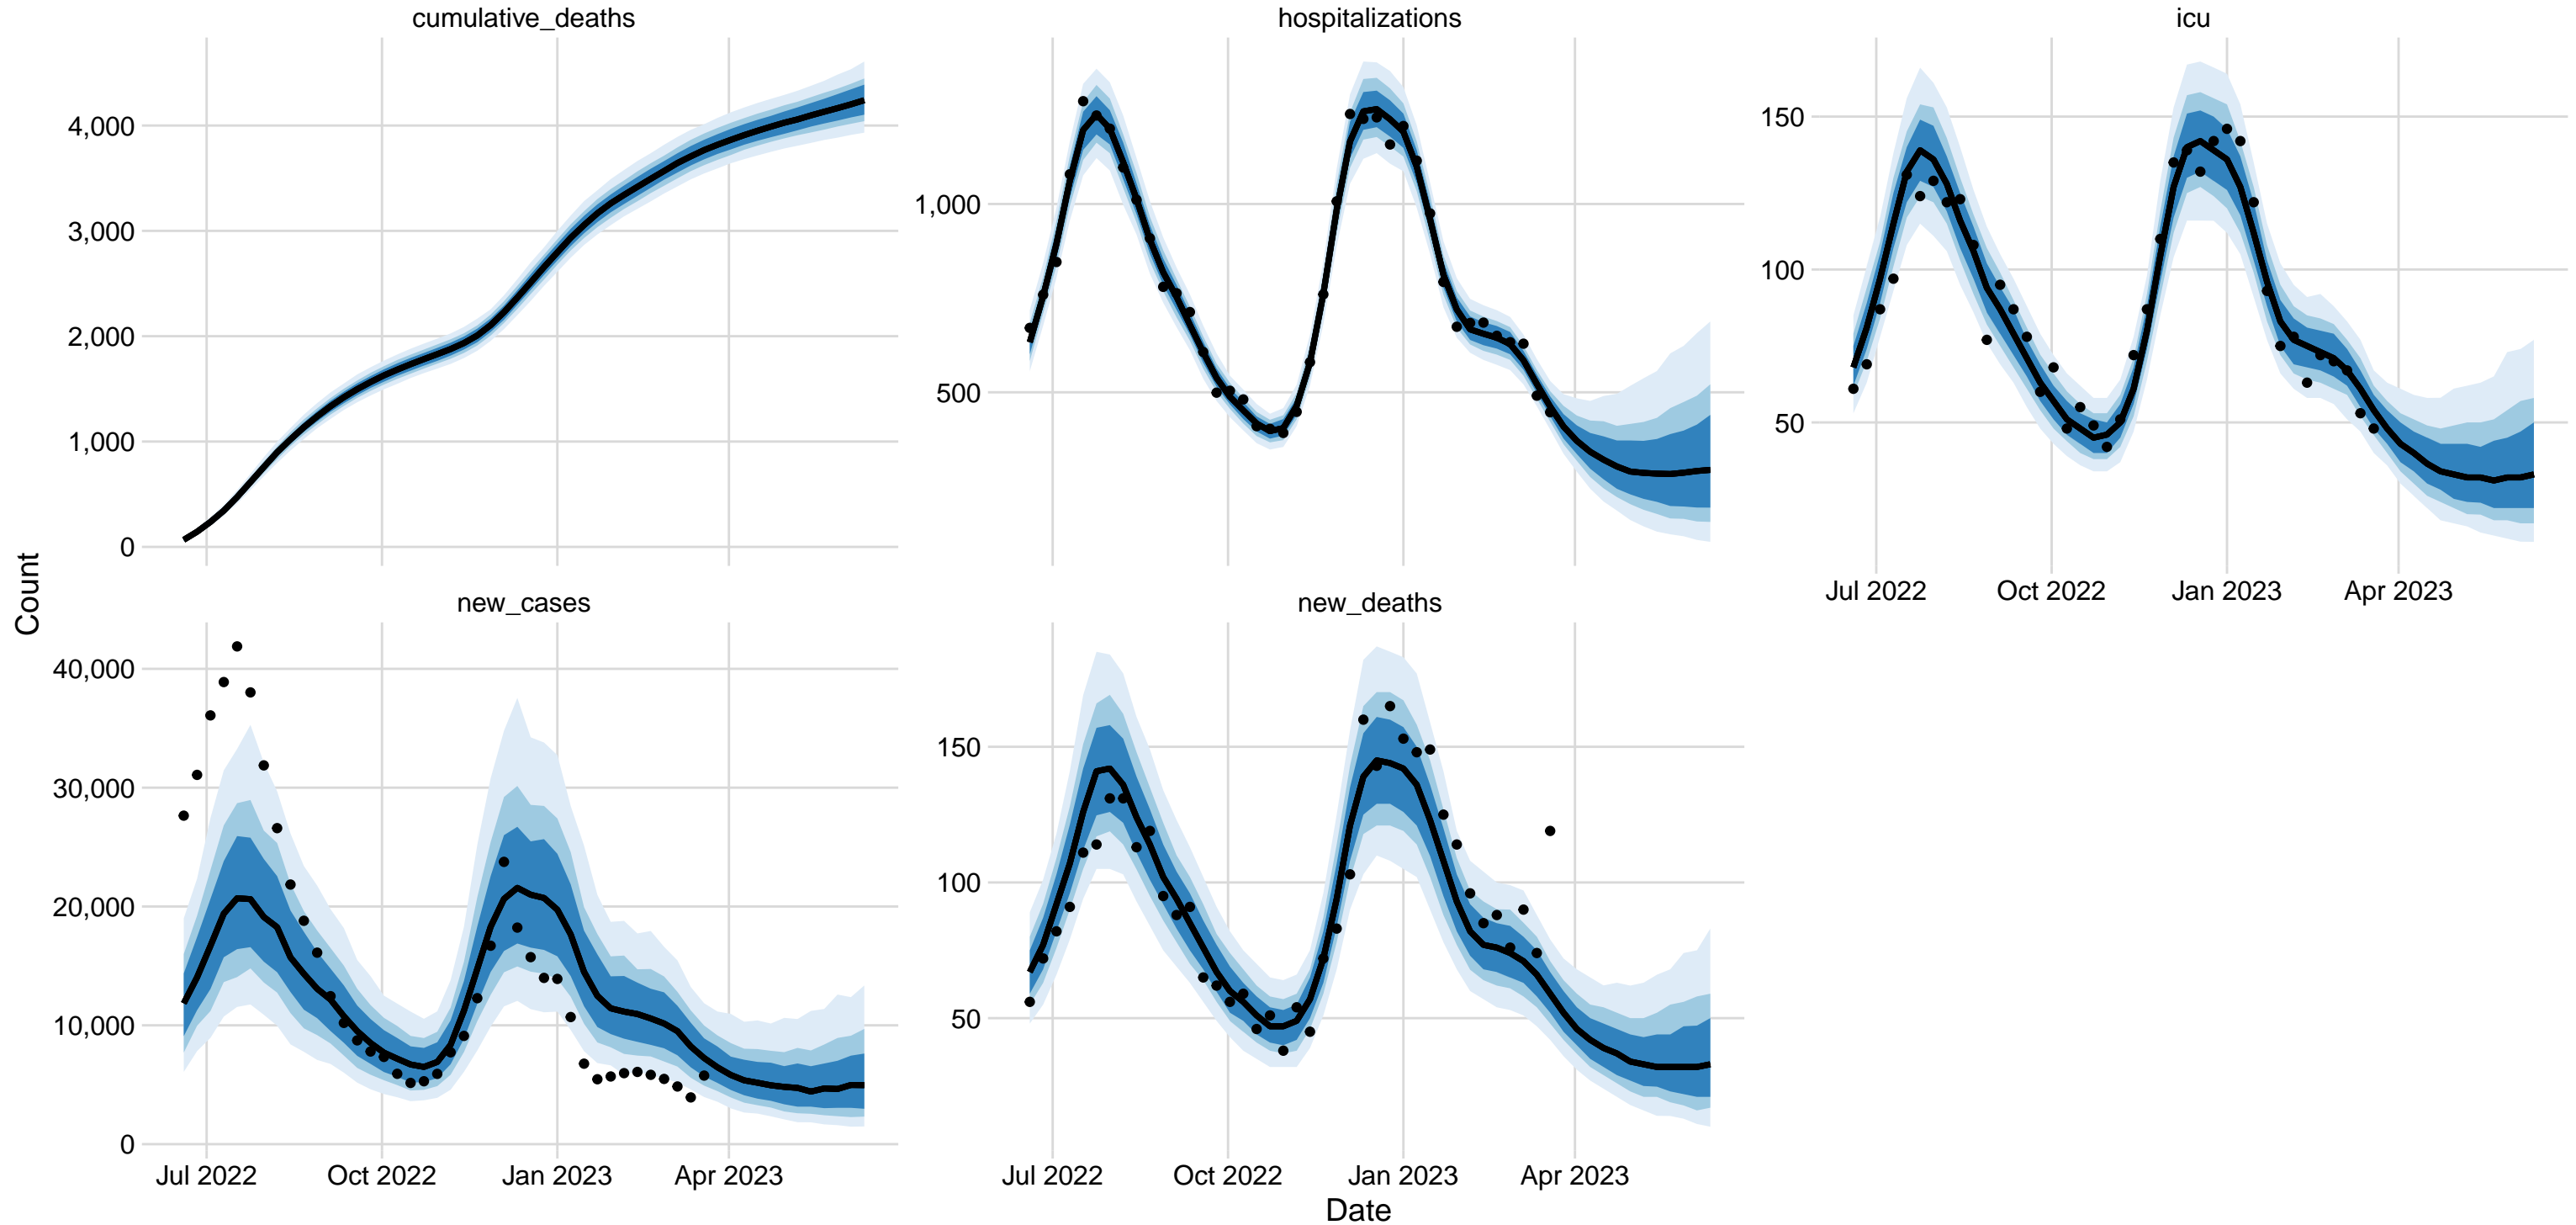 cumulative_deaths
hospitalizations
icu
4,000
3,000
2,000
1,000
0
1,000
500
150
100
50
Jul 2022
Oct 2022
Jan 2023
Apr 2023
Count
new_cases
new_deaths
40,000
30,000
20,000
10,000
0
150
100
50
Jul 2022
Oct 2022
Jan 2023
Apr 2023
Jul 2022
Oct 2022
Jan 2023
Apr 2023
Date